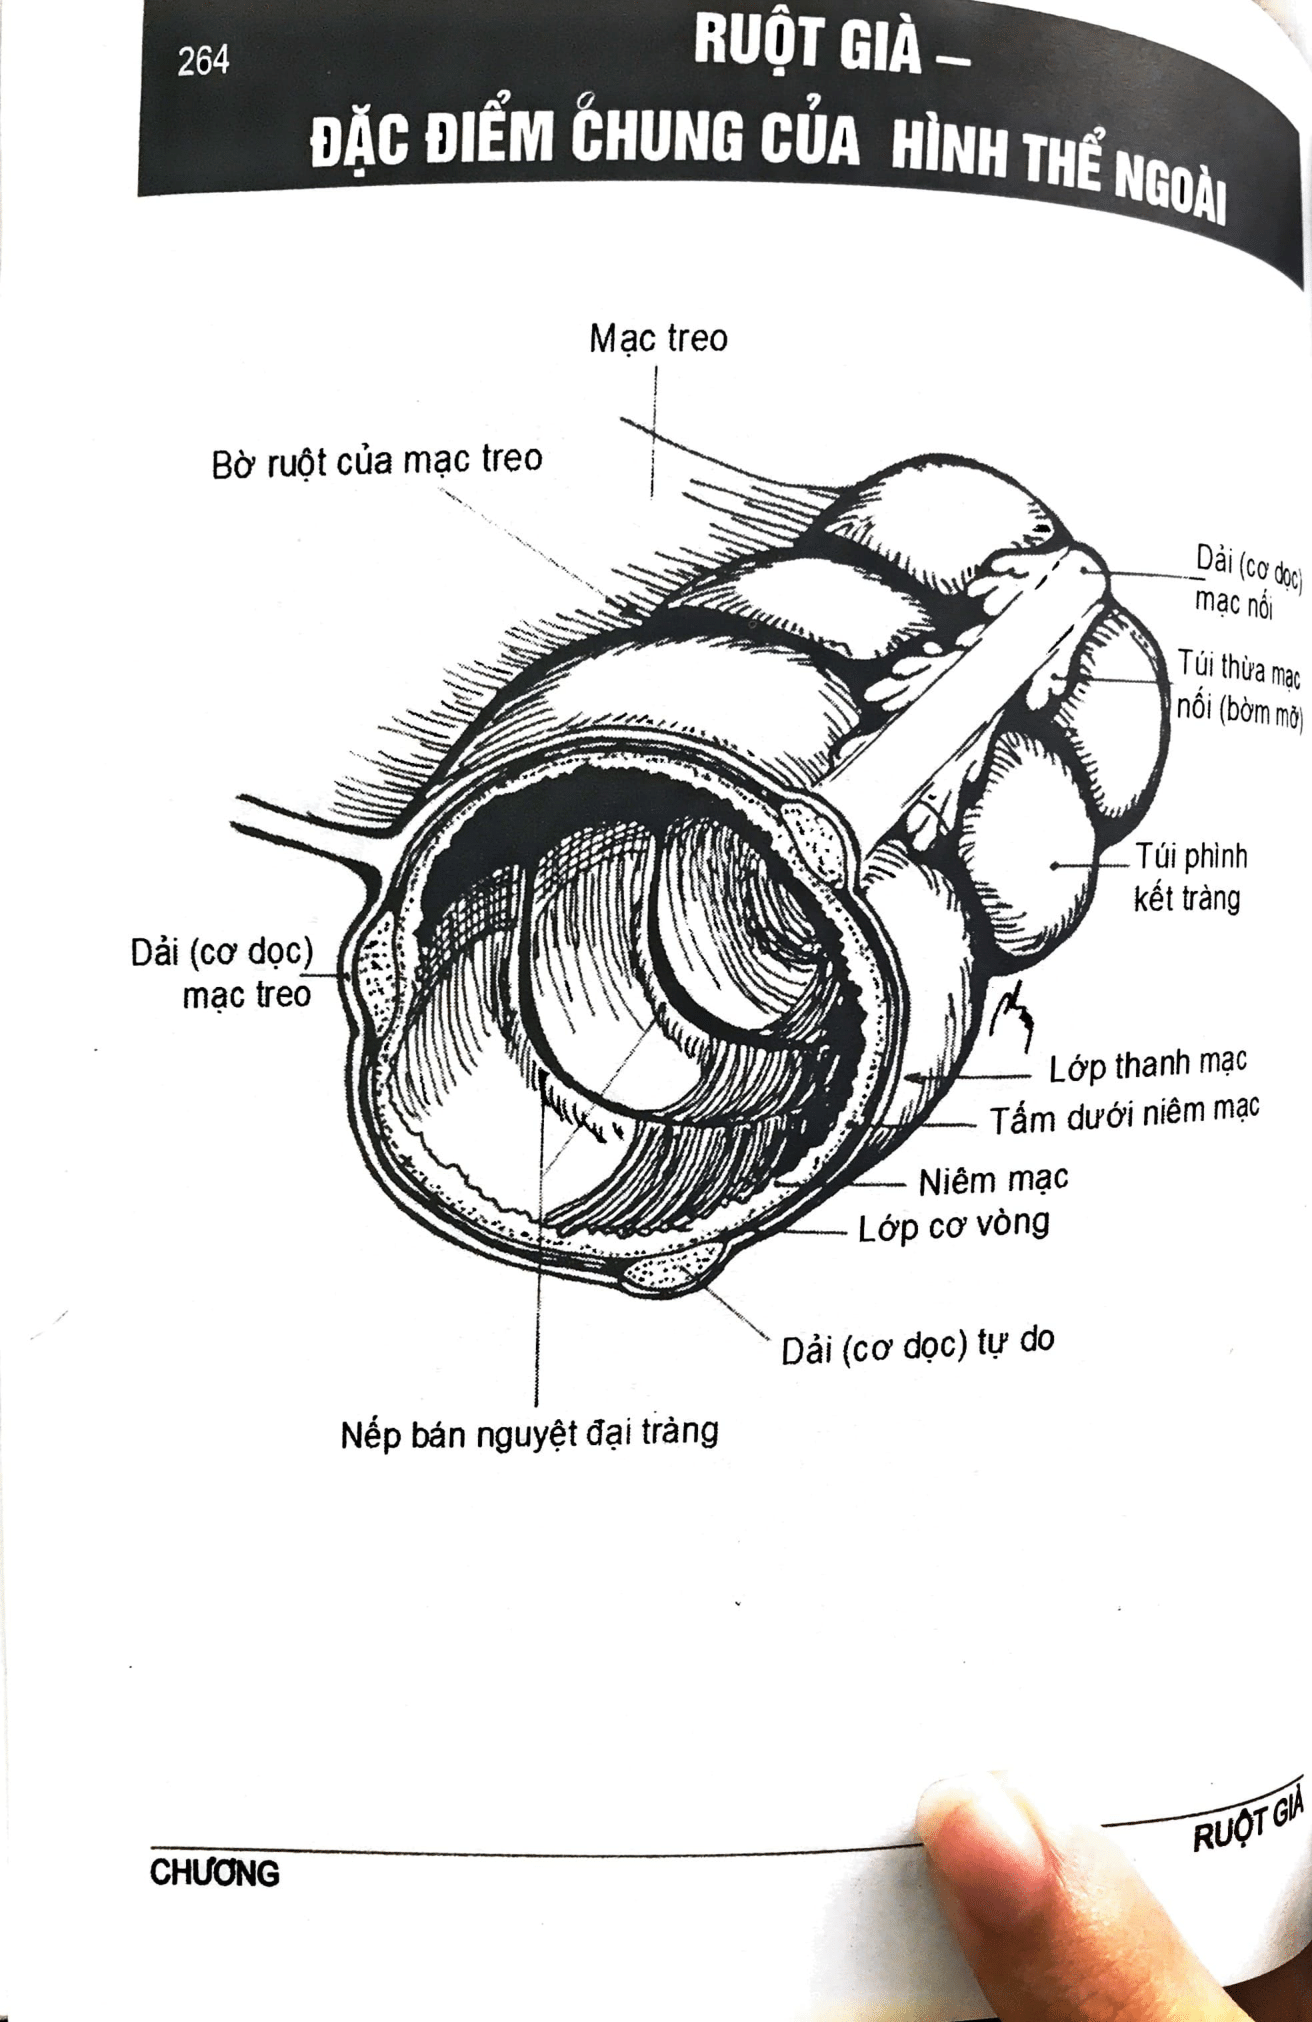 264
RUỘT GIÀ –
ĐẶC ĐIỂM CHUNG CỦA HÌNH THỂ NGOÀI
Mạc treo
Bờ ruột của mạc treo
Dải (cơ dọc)
mạc nối
Túi thừa mạc
nối (bờm mỡ)
Túi phình
kết tràng
Dải (cơ dọc)
mạc treo
Lớp thanh mạc
Tấm dưới niêm mạc
Niêm mạc
Lớp cơ vòng
Dải (cơ dọc) tự do
Nếp bán nguyệt đại tràng
CHƯƠNG
RUỘT GIÀ